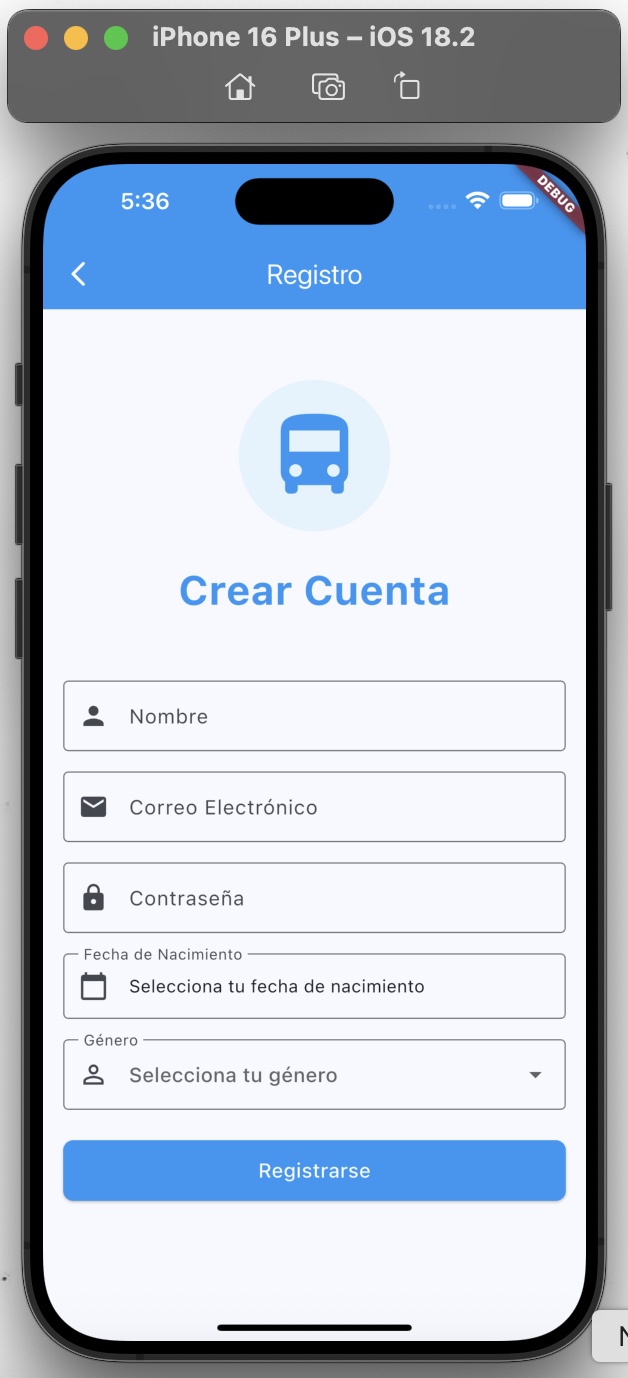 iPhone 16 Plus – iOS 18.2
5:36
DEBUG
Registro
Crear Cuenta
Nombre
Correo Electrónico
Contraseña
Fecha de Nacimiento
Selecciona tu fecha de nacimiento
Género
Selecciona tu género
Registrarse